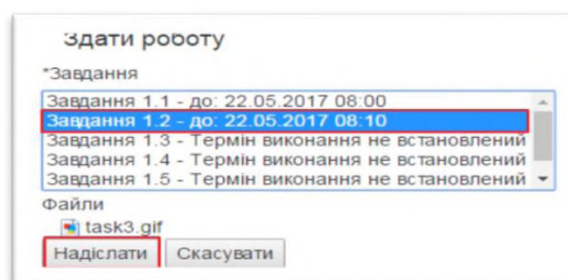 Здати роботу
*Завдання
Завдання 1.1 - до: 22.05.2017 08:00
Завдання 1.2 - до: 22.05.2017 08:10
Завдання 1.3 - Термін виконання не встановлений
Завдання 1.4 - Термін виконання не встановлений
Завдання 1.5 - Термін виконання не встановлений
Файли
task3.gif
Надіслати Скасувати